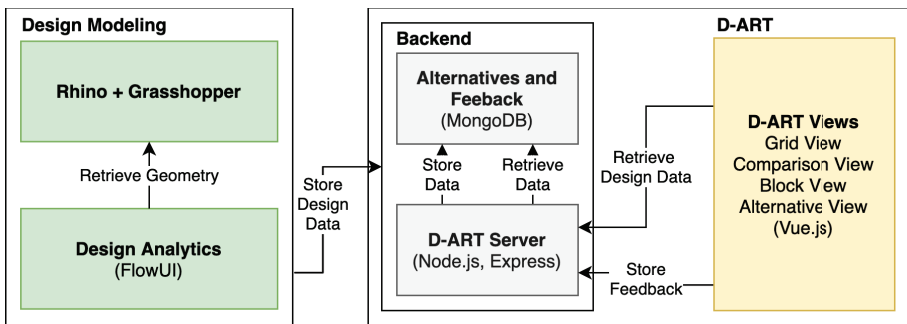 Design Modeling
Rhino + Grasshopper
Retrieve Geometry
Design Analytics
(FlowUI)
Store
Design
Data
D-ART
Backend
Alternatives and
Feeback
(MongoDB)
Store
Data
Retrieve
Data
D-ART Server
(Node.js, Express)
Retrieve
Design Data
Store
Feedback
D-ART Views
Grid View
Comparison View
Block View
Alternative View
(Vue.js)